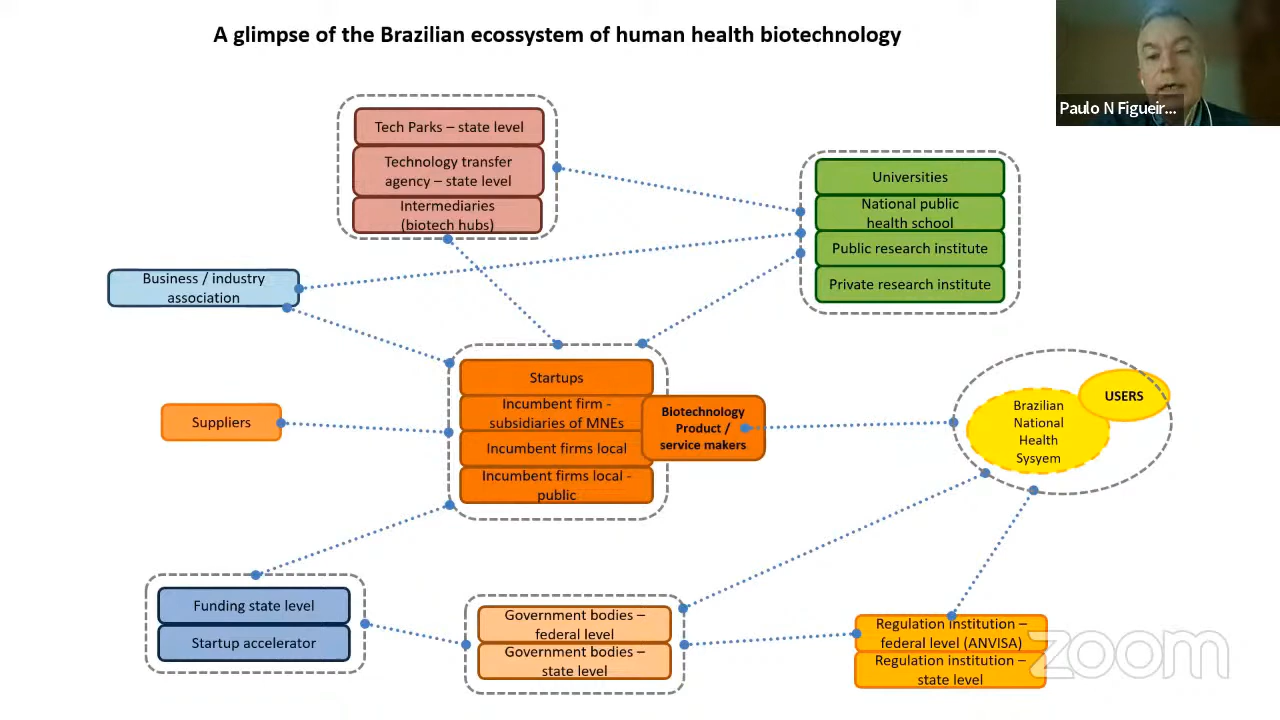 A glimpse of the Brazilian ecossystem of human health biotechnology
Paulo N Figueir...
Tech Parks – state level
Technology transfer
agency – state level
Intermediaries
(biotech hubs)
Universities
National public
health school
Public research institute
Private research institute
Business / industry
association
Startups
Incumbent firm -
subsidiaries of MNEs
Incumbent firms local
Incumbent firms local -
public
Biotechnology
Product /
service makers
Suppliers
USERS
Brazilian
National
Health
Sysyem
Funding state level
Startup accelerator
Government bodies –
federal level
Government bodies –
state level
Regulation institution –
federal level (ANVISA)
Regulation institution –
state level
zoom